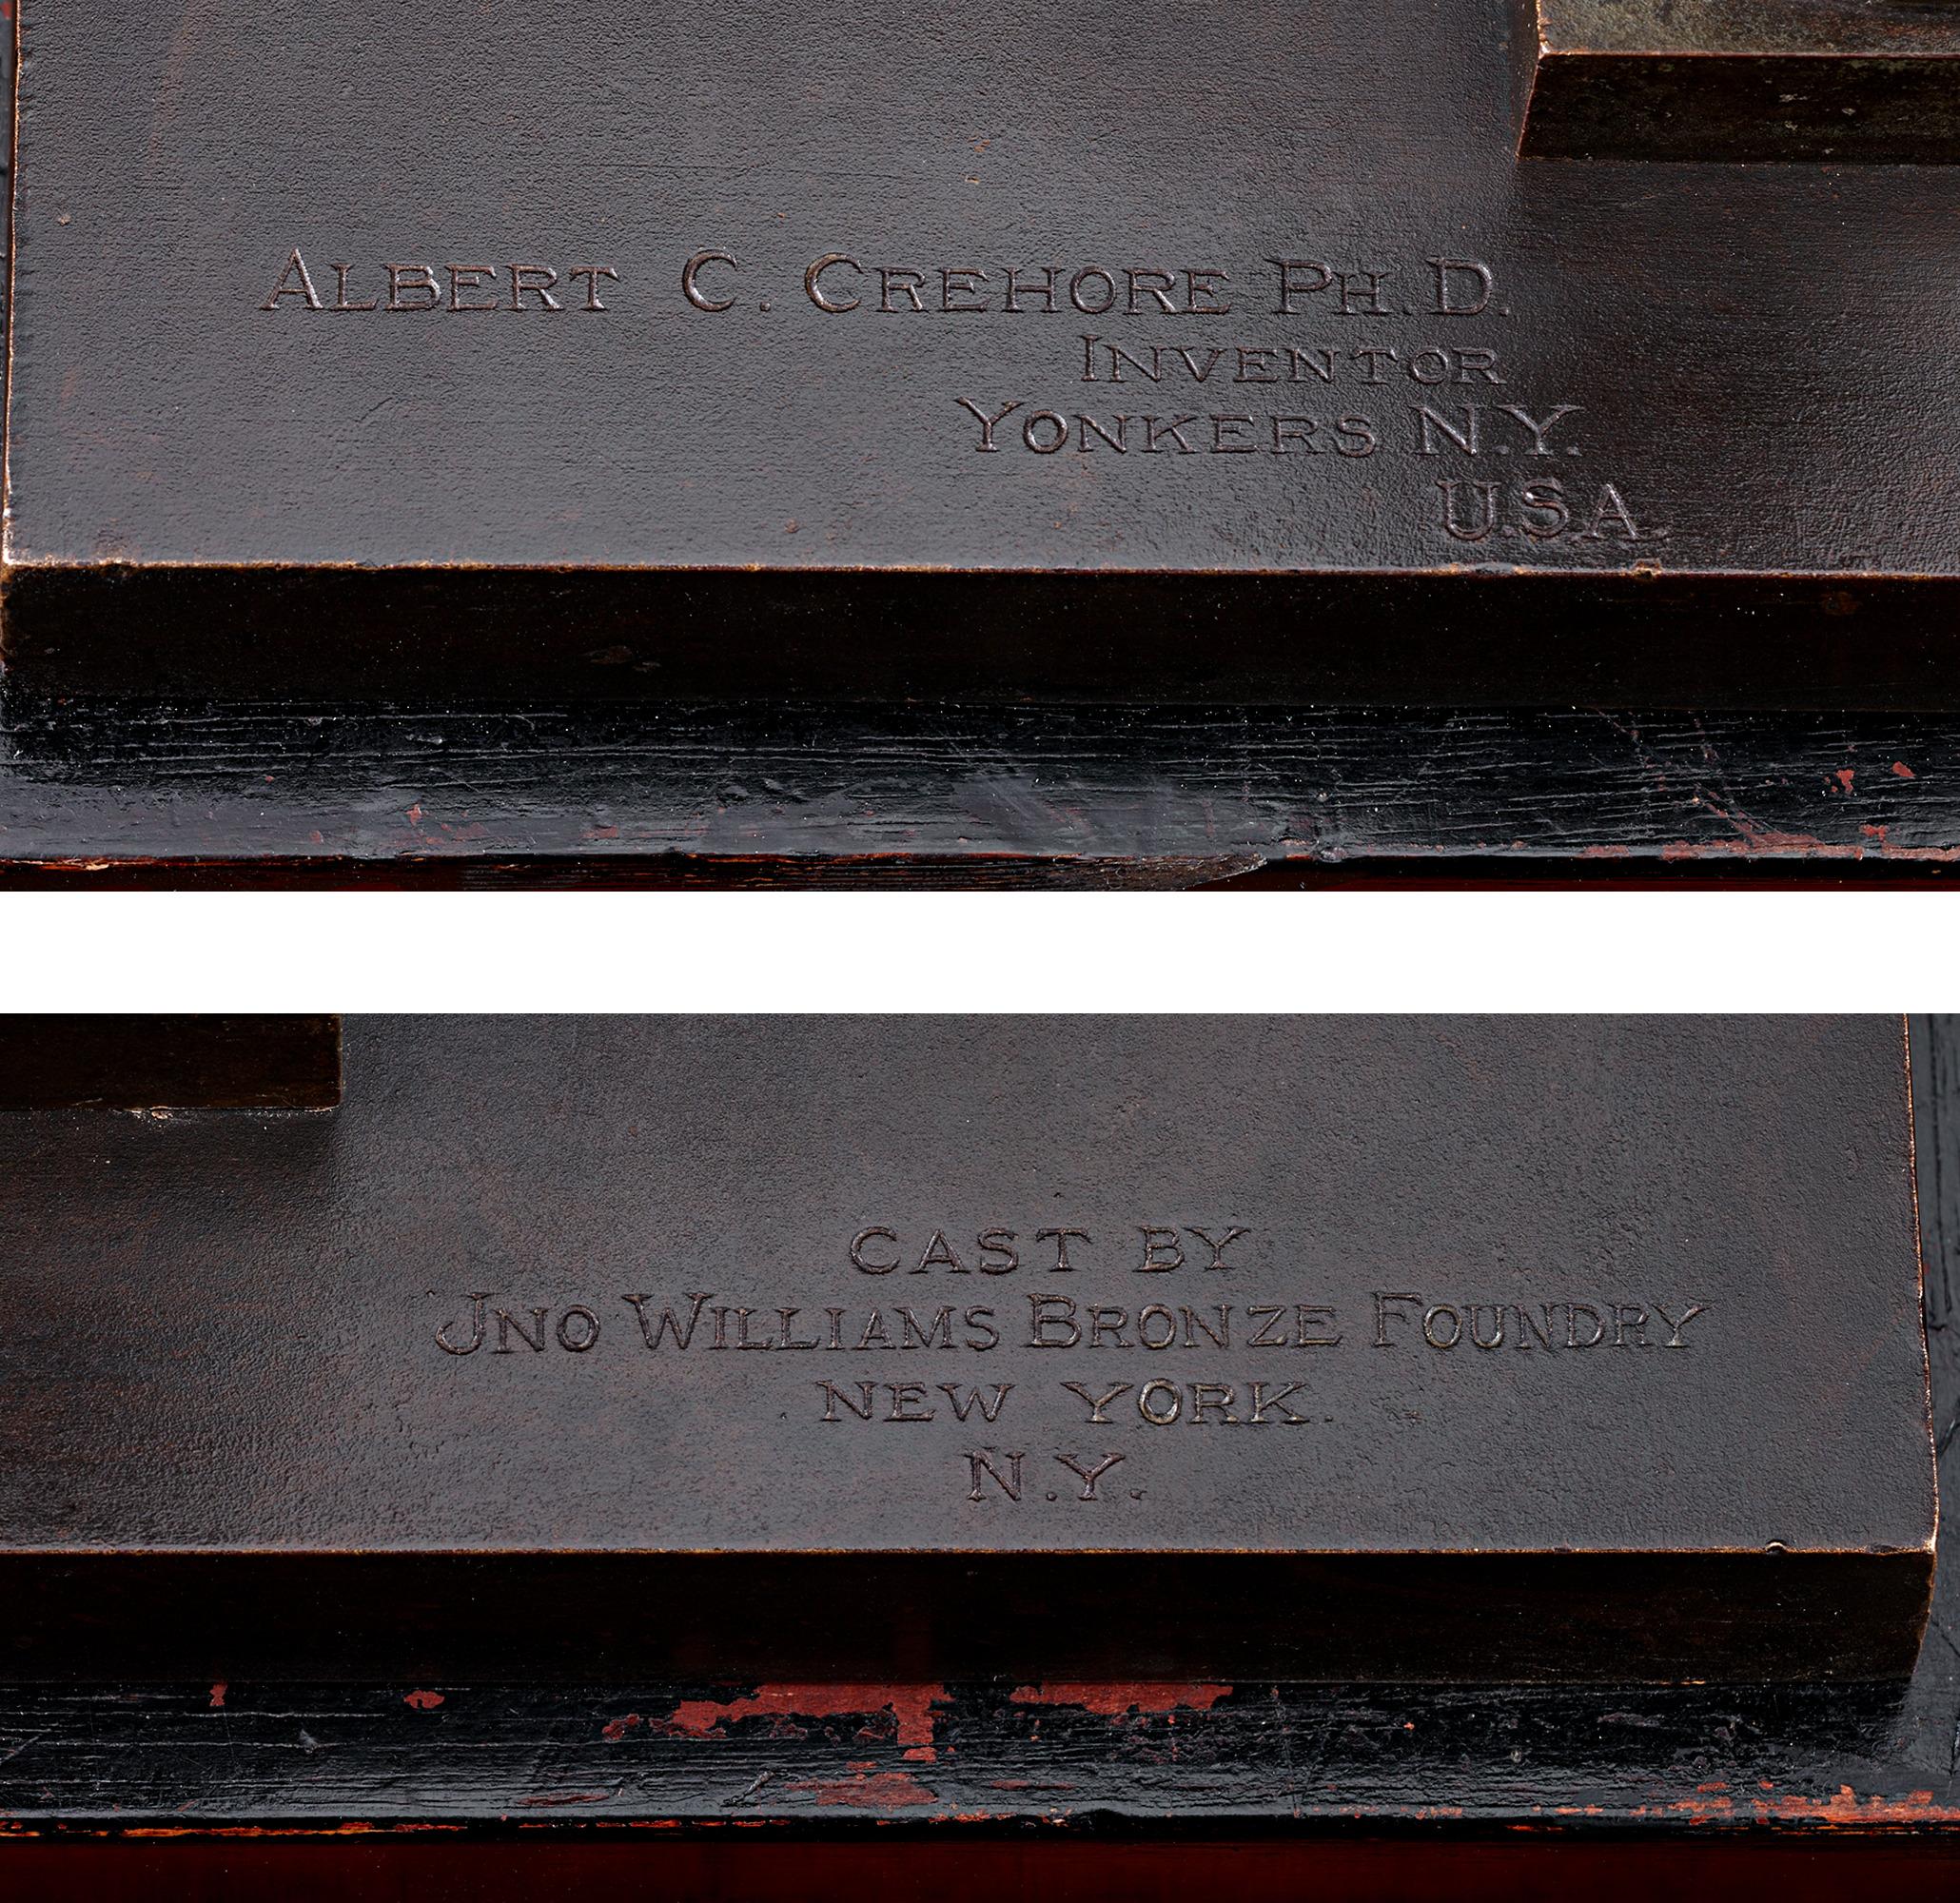 ALBERT C. CREHORE PH.D.
INVENTOR
YONKERS N.Y.
U.S.A.
CAST BY
JNO WILLIAMS BRONZE FOUNDRY
NEW YORK.
N.Y.